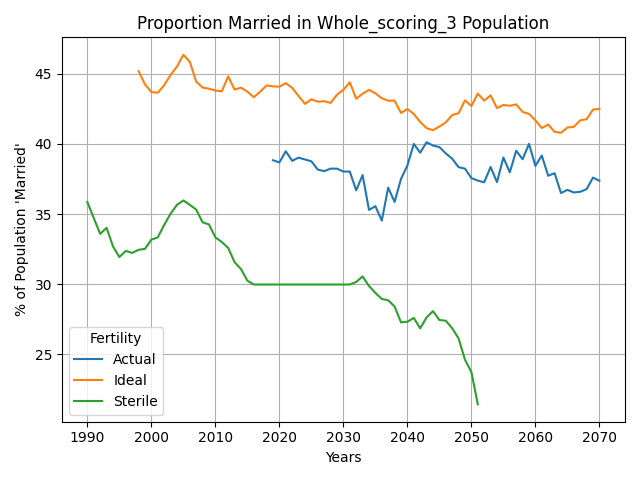 Proportion Married in Whole_scoring_3 Population
% of Population 'Married'
45
40
35
30
25
Fertility
Actual
Ideal
Sterile
1990 2000 2010 2020 2030 2040 2050 2060 2070
Years